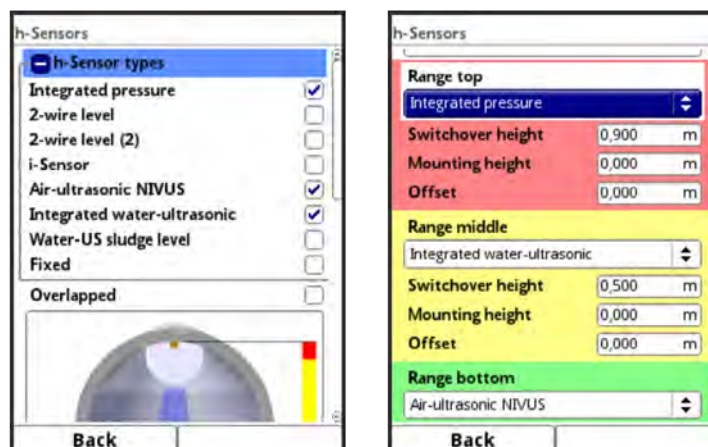 h-Sensors
h-Sensor types
Integrated pressure
2-wire level
2-wire level (2)
i-Sensor
Air-ultrasonic NIVUS
Integrated water-ultrasonic
Water-US sludge level
Fixed
Overlapped
Back
h-Sensors
Range top
Integrated pressure
Switchover height 0,900 m
Mounting height 0,000 m
Offset 0,000 m
Range middle
Integrated water-ultrasonic
Switchover height 0,500 m
Mounting height 0,000 m
Offset 0,000 m
Range bottom
Air-ultrasonic NIVUS
Back